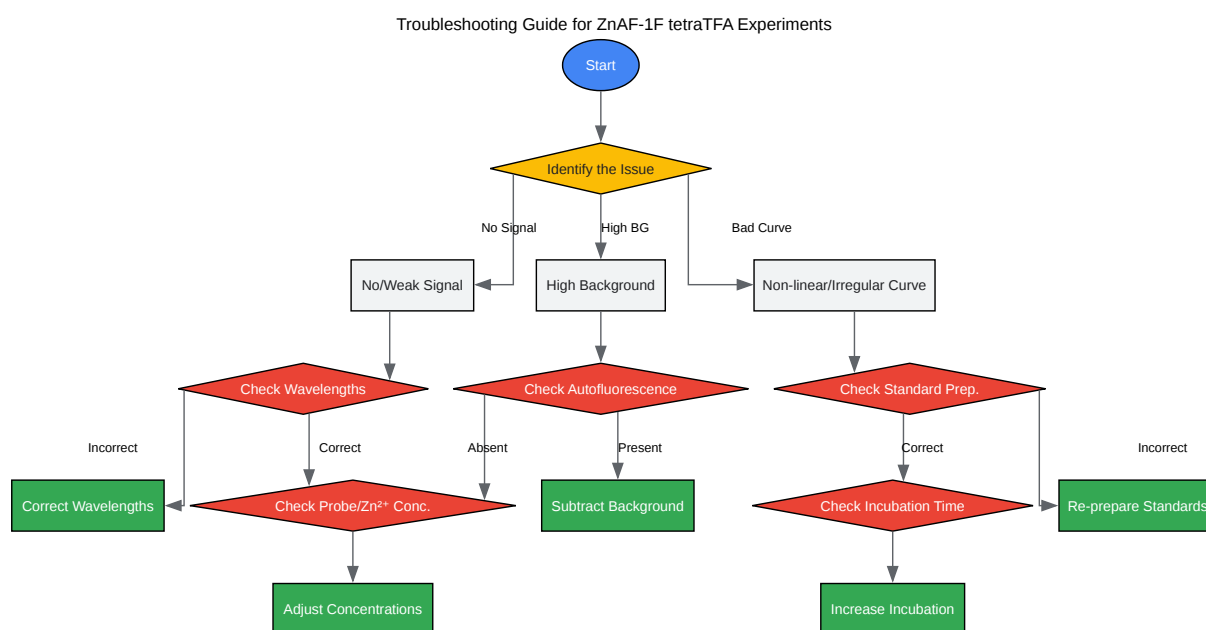 Troubleshooting Guide for ZnAF-1F tetraTFA Experiments
Start
Identify the Issue
No Signal
High BG
Bad Curve
No/Weak Signal
High Background
Non-linear/Irregular Curve
Check Wavelengths
Check Autofluorescence
Check Standard Prep.
Incorrect
Correct
Absent
Present
Correct
Incorrect
Correct Wavelengths
Check Probe/Zn²⁺ Conc.
Subtract Background
Check Incubation Time
Re-prepare Standards
Adjust Concentrations
Increase Incubation